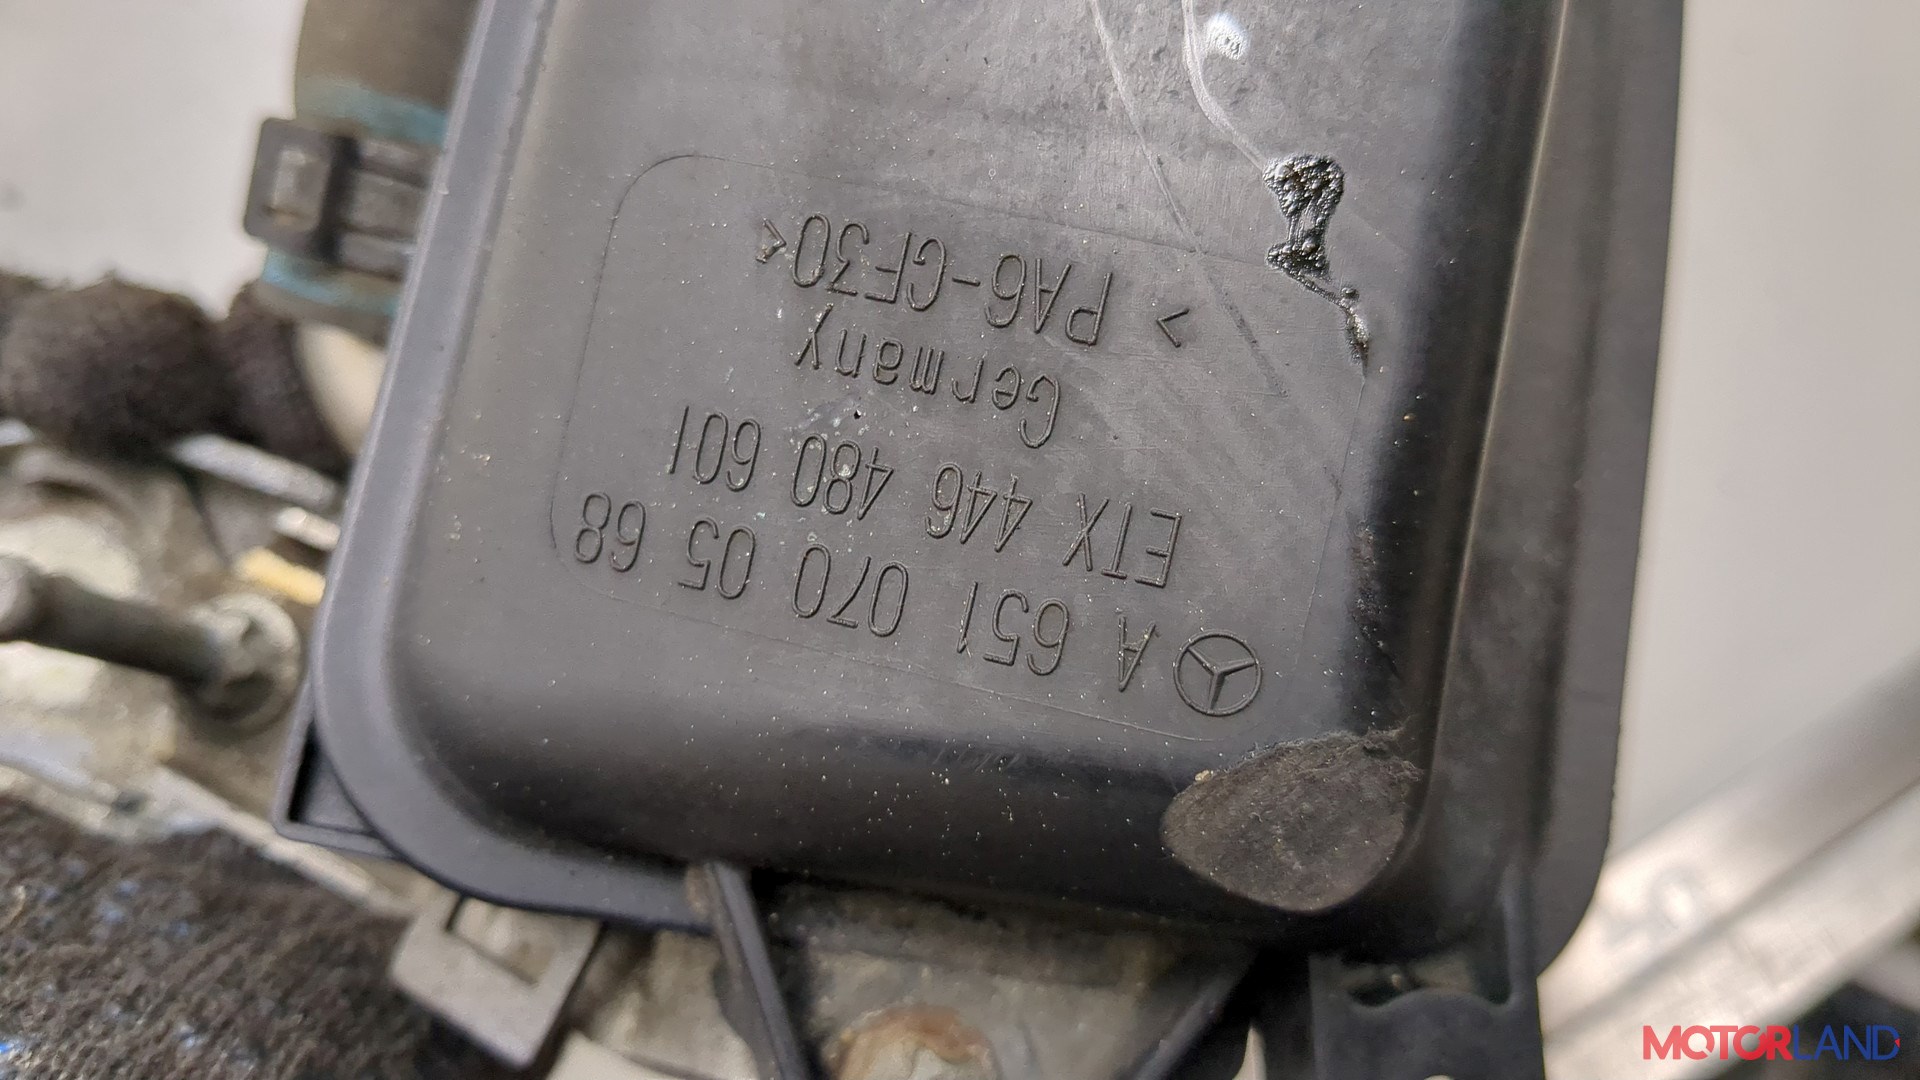 A 651 070 05 68
ETX 446 480 601
Germany
> PA6-GF30<
MOTORLAND